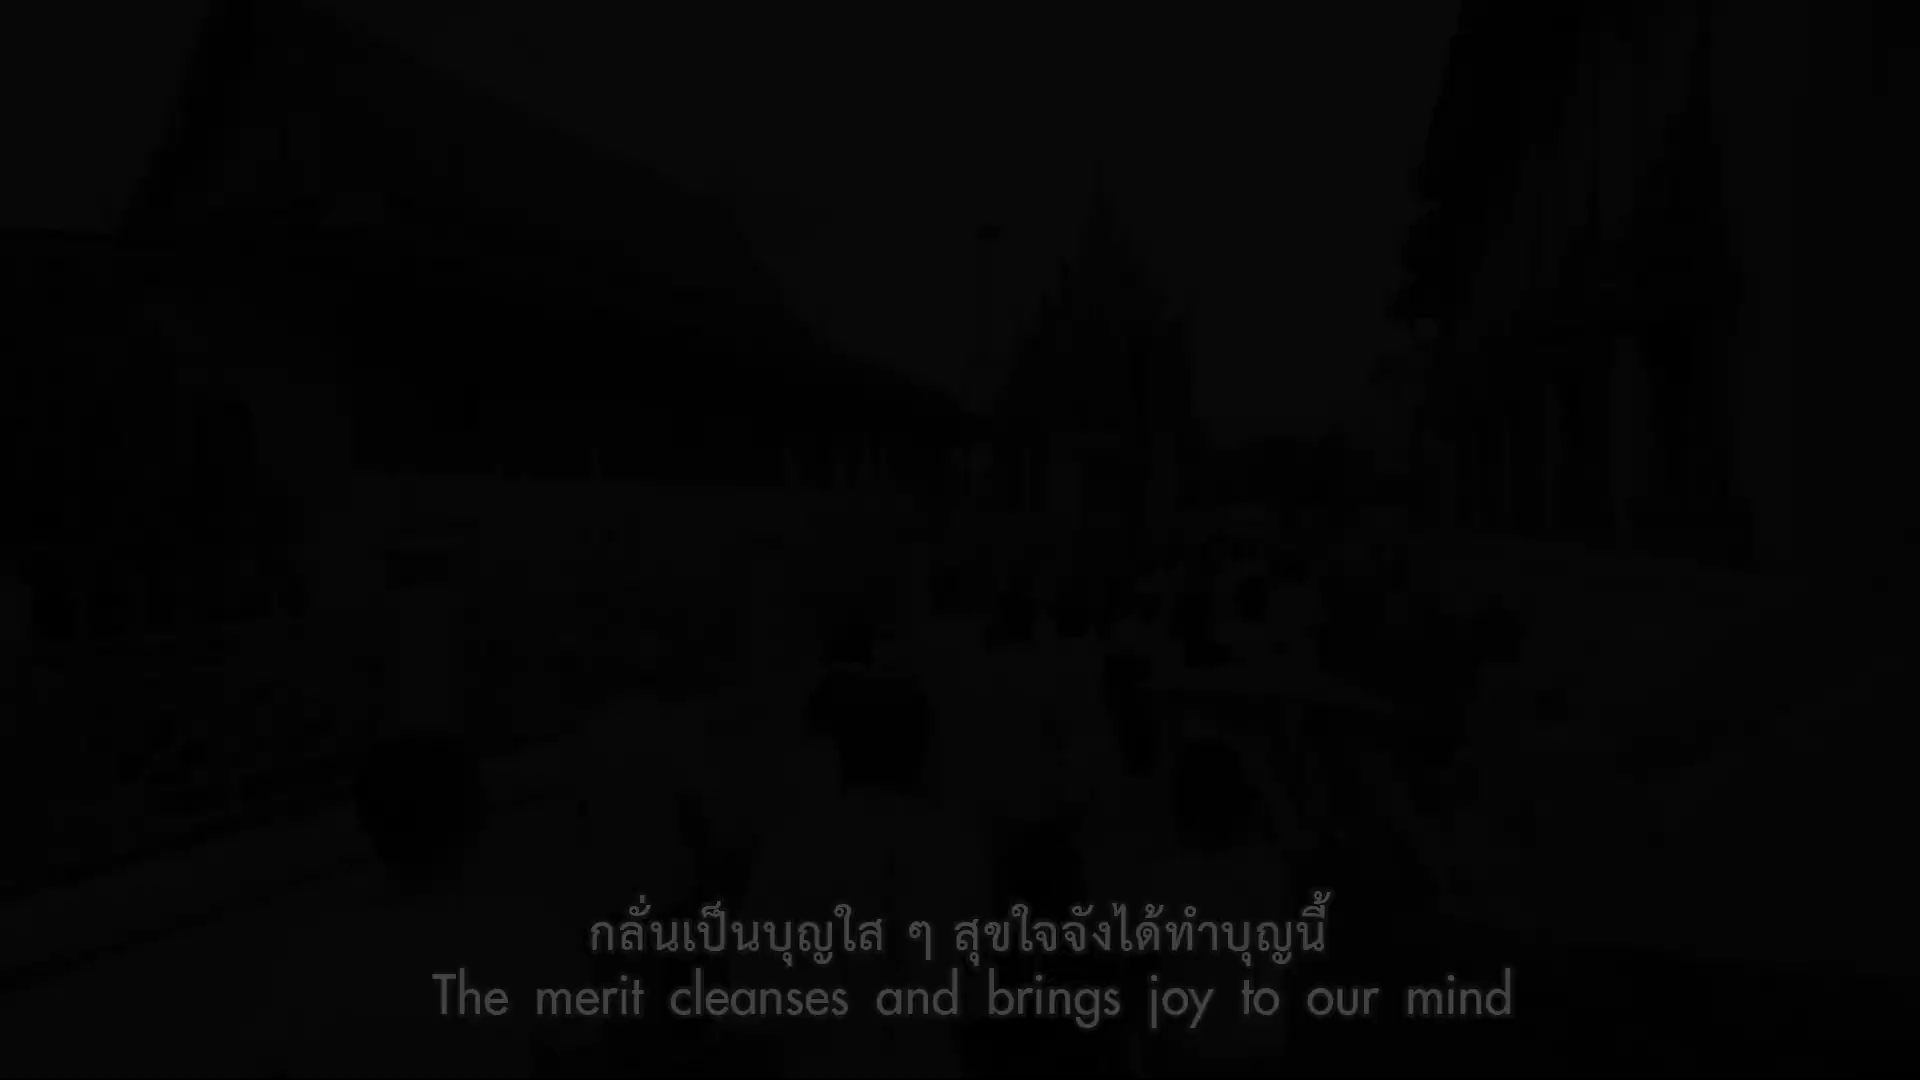 กลั่นเป็นบุญใส ๆ สุขใจจังได้ทำบุญนี้
The merit cleanses and brings joy to our mind